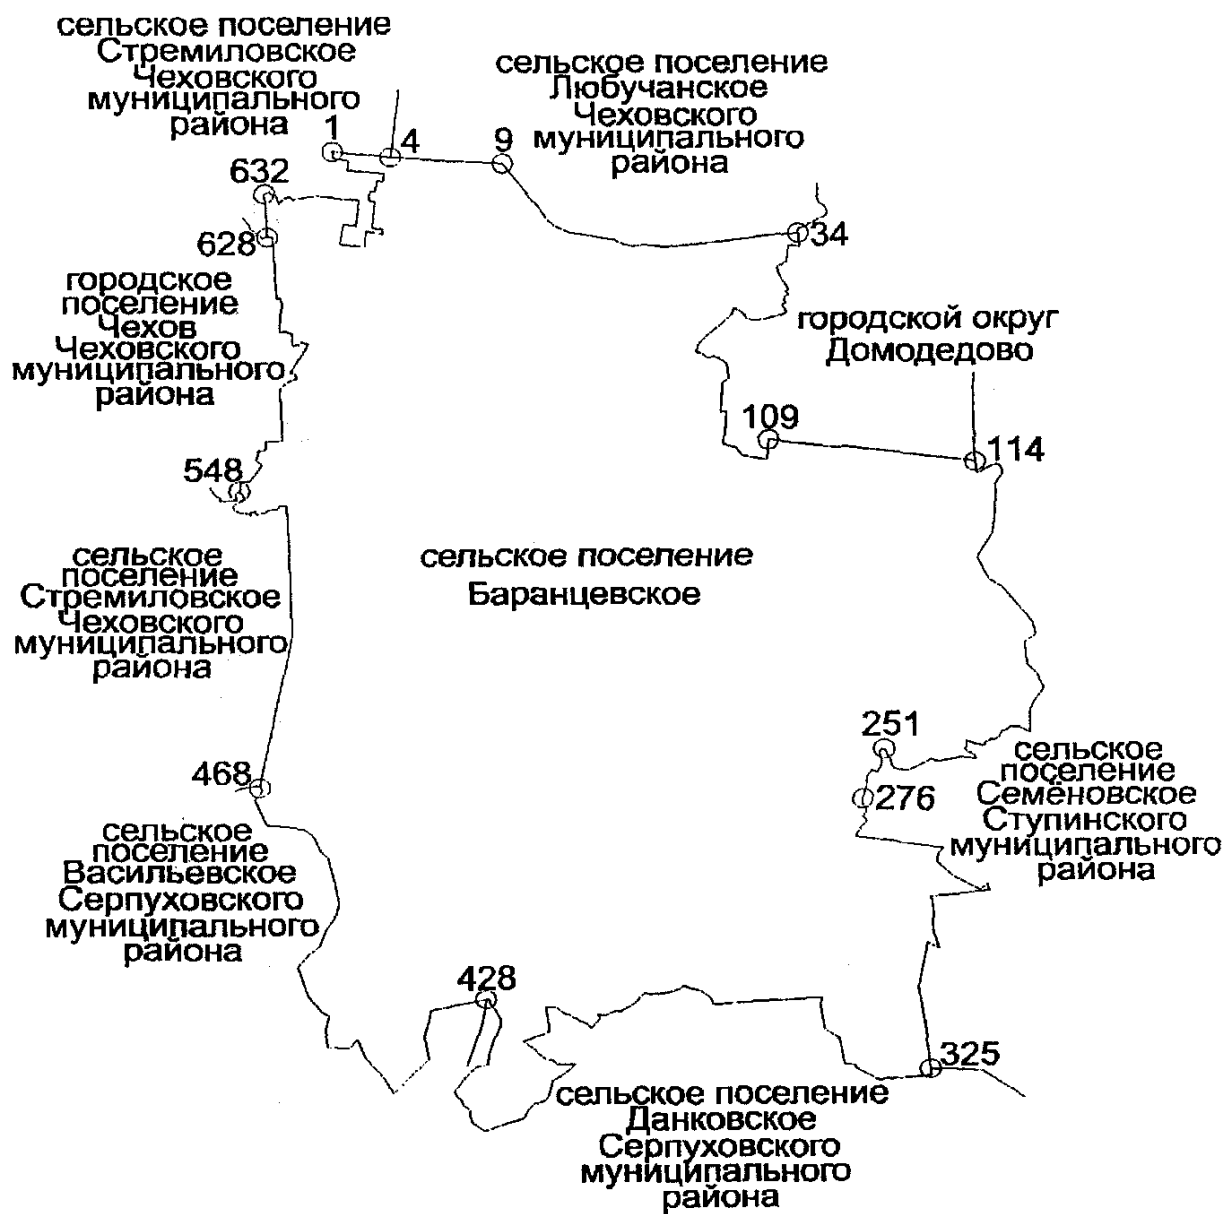 сельское поселение
Стремиловское
Чеховского
муниципального
района
сельское поселение
Любучанское
Чеховского
муниципального
района
1
4
9
632
628
34
городское
поселение
Чехов
Чеховского
муниципального
района
городской округ
Домодедово
109
114
548
сельское
поселение
Стремиловское
Чеховского
муниципального
района
сельское поселение
Баранцевское
251
468
276
сельское
поселение
Семёновское
Ступинского
муниципального
района
сельское
поселение
Васильевское
Серпуховского
муниципального
района
428
325
сельское поселение
Данковское
Серпуховского
муниципального
района